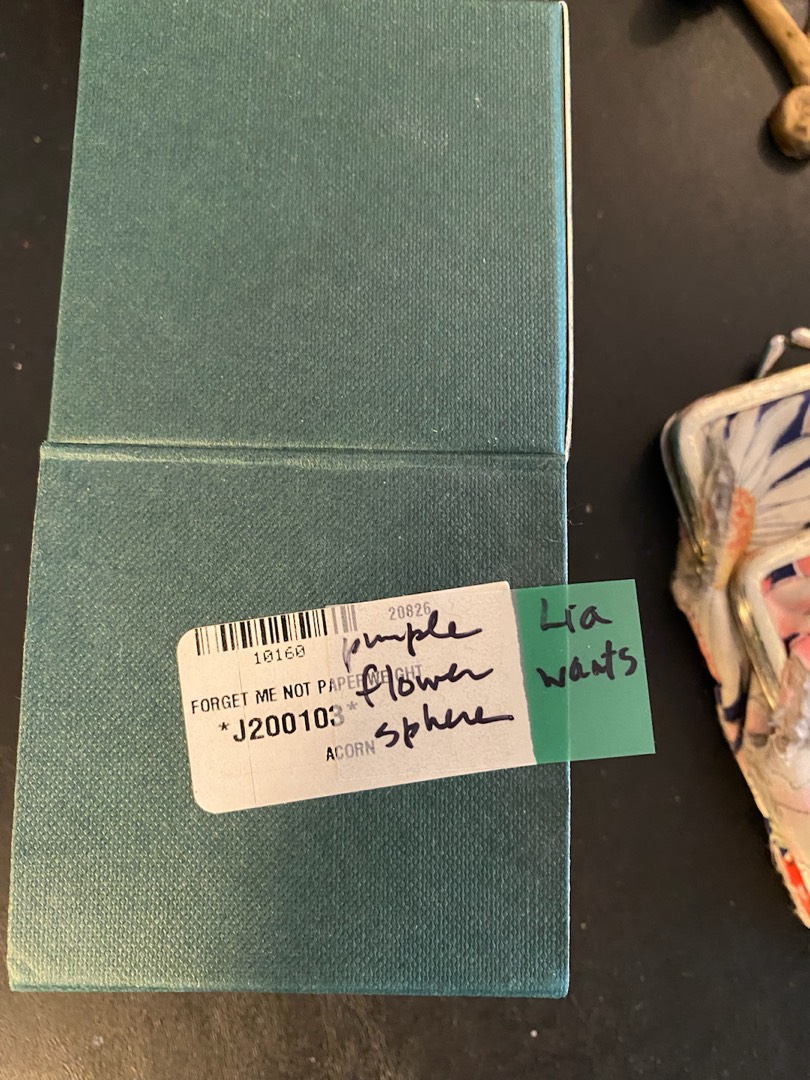 20826
10160
purple
FORGET ME NOT PAPERWEIGHT
flower
*J200103*
sphere
ACORN
Lia
wants